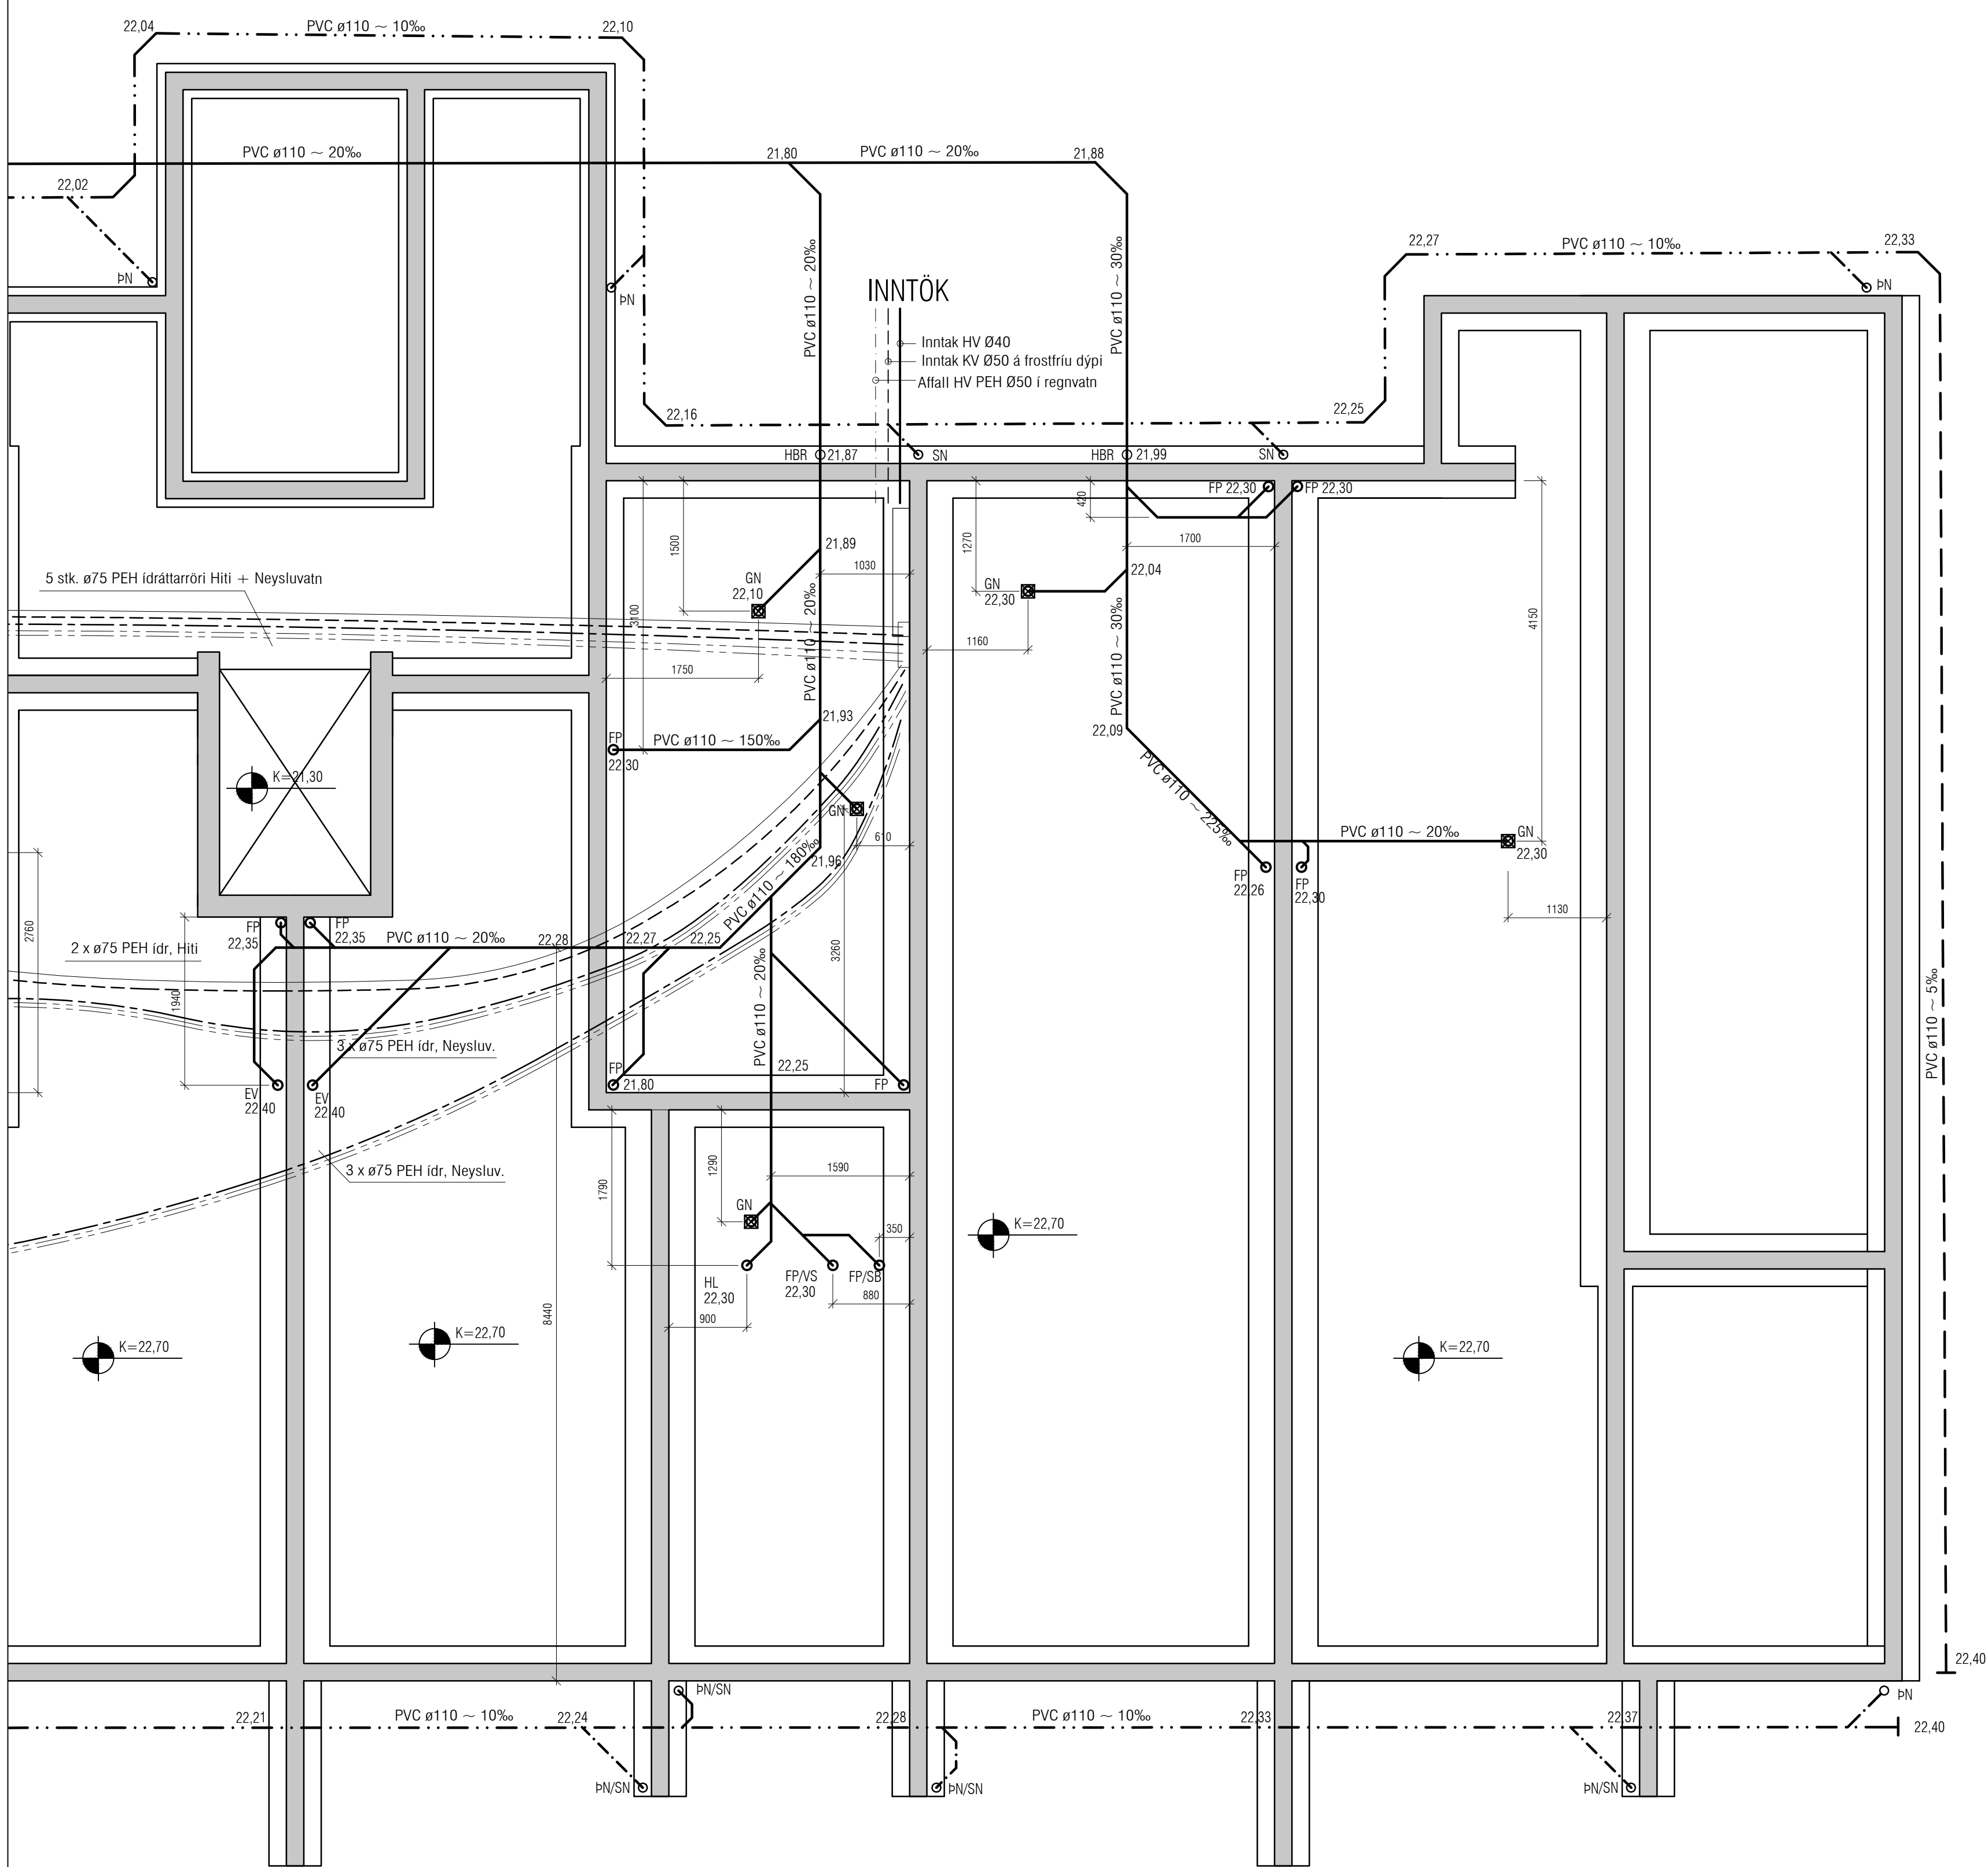 22,04
PVC ø110 ~ 10‰
22,10
PVC ø110 ~ 20‰
21,80
PVC ø110 ~ 20‰
21,88
22,02
ÞN
ÞN
PVC ø110 ~ 20‰
INNTÖK
Inntak HV Ø40
Inntak KV Ø50 á frostfríu dýpi
Affall HV PEH Ø50 í regnvatn
PVC ø110 ~ 30‰
22,27
PVC ø110 ~ 10‰
22,33
ÞN
22,16
22,25
HBR
21,87
SN
HBR
21,99
SN
FP 22,30
FP 22,30
420
1500
1270
1700
21,89
1030
GN
22,10
22,04
GN
22,30
4150
5 stk. ø75 PEH ídráttarröri Hiti + Neysluvatn
3100
PVC ø110 ~ 20‰
PVC ø110 ~ 30‰
1160
1750
21,93
FP
22,30
PVC ø110 ~ 150‰
22,09
PVC ø110 ~ 225‰
K=21,30
GN
610
PVC ø110 ~ 20‰
GN
22,30
21,96
PVC ø110 ~ 180‰
FP
22,26
FP
22,30
1130
2760
FP
22,35
FP
22,35
PVC ø110 ~ 20‰
22,28
22,27
22,25
2 x ø75 PEH ídr, Hiti
3260
1940
PVC ø110 ~ 20‰
PVC ø110 ~ 5‰
3 x ø75 PEH ídr, Neysluv.
22,25
EV
22,40
EV
22,40
FP
21,80
FP
3 x ø75 PEH ídr, Neysluv.
1290
1790
1590
GN
350
K=22,70
HL
22,30
FP/VS
22,30
FP/SB
880
900
8440
K=22,70
K=22,70
K=22,70
22,40
ÞN/SN
ÞN
22,21
PVC ø110 ~ 10‰
22,24
22,28
PVC ø110 ~ 10‰
22,33
22,37
22,40
ÞN/SN
ÞN/SN
ÞN/SN